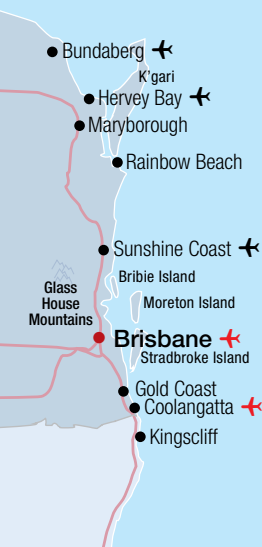 Bundaberg
K'gari
Hervey Bay
Maryborough
Rainbow Beach
Sunshine Coast
Bribie Island
Glass
House
Mountains
Moreton Island
Brisbane
Stradbroke Island
Gold Coast
Coolangatta
Kingscliff